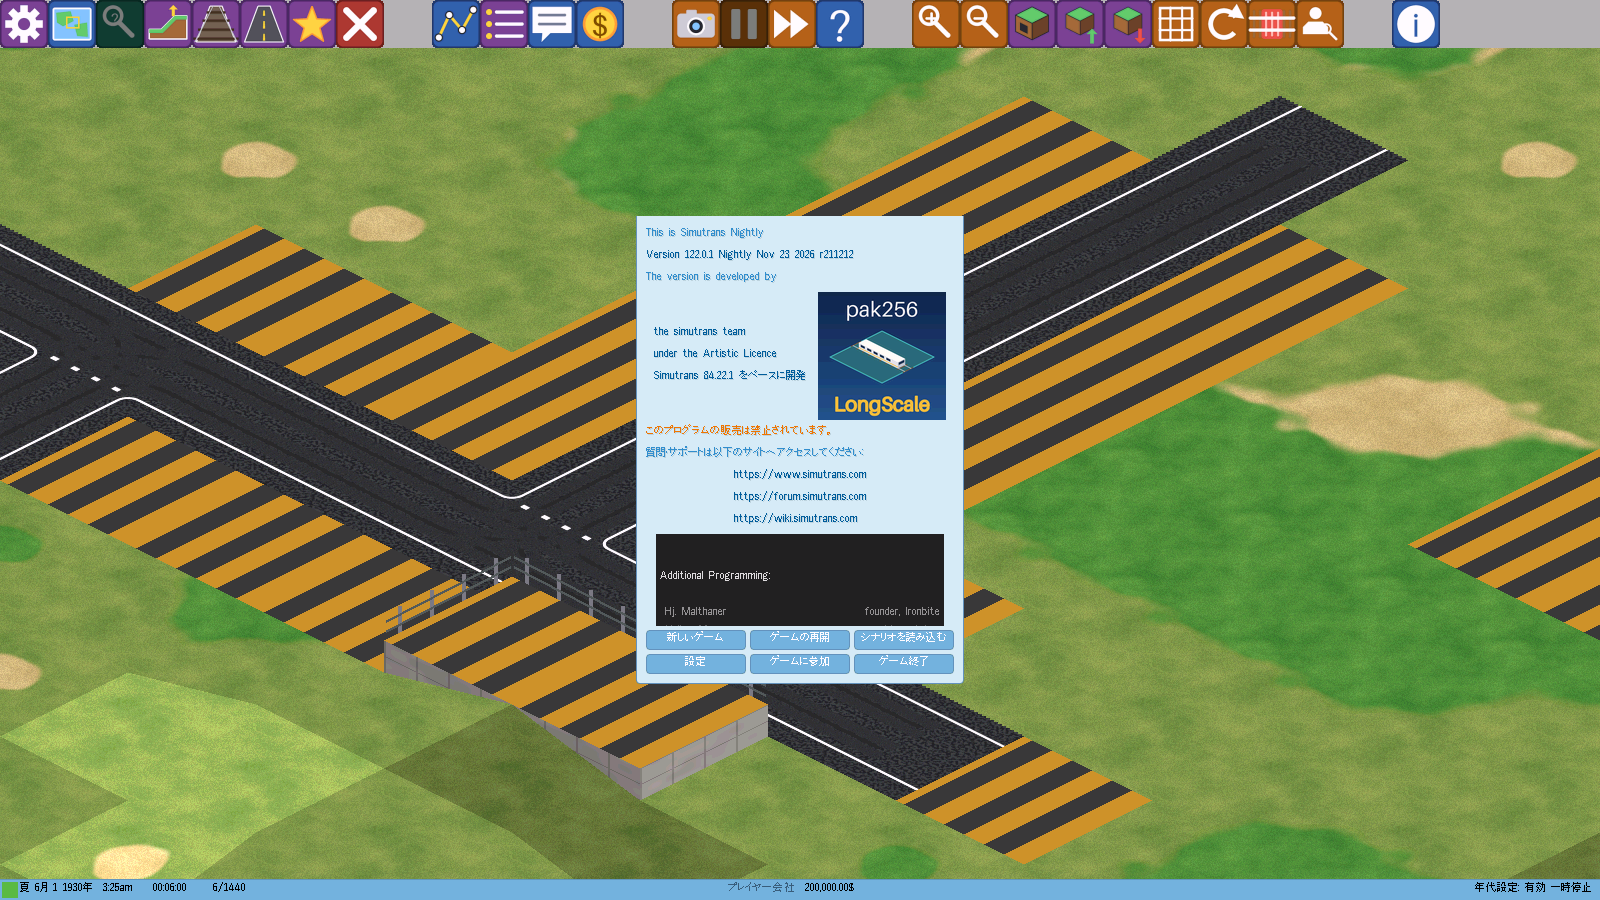 This is Simutrans Nightly
Version 122.0.1 Nightly Nov 23 2026 r211212
The version is developed by
the simutrans team
under the Artistic Licence
Simutrans 84.22.1 をベースに開発
pak256
LongScale
このプログラムの販売は禁止されています。
質問・サポートは以下のサイトへアクセスしてください:
https://www.simutrans.com
https://forum.simutrans.com
https://wiki.simutrans.com
Additional Programming:
Hj. Malthaner founder, Ironbite
新しいゲーム ゲームの再開 シナリオを読み込む
設定 ゲームに参加 ゲーム終了
夏 6月 1 1930年 3:25am 00:06:00 6/1440 プレイヤー会社 200,000.00$ 年代設定: 有効 一時停止